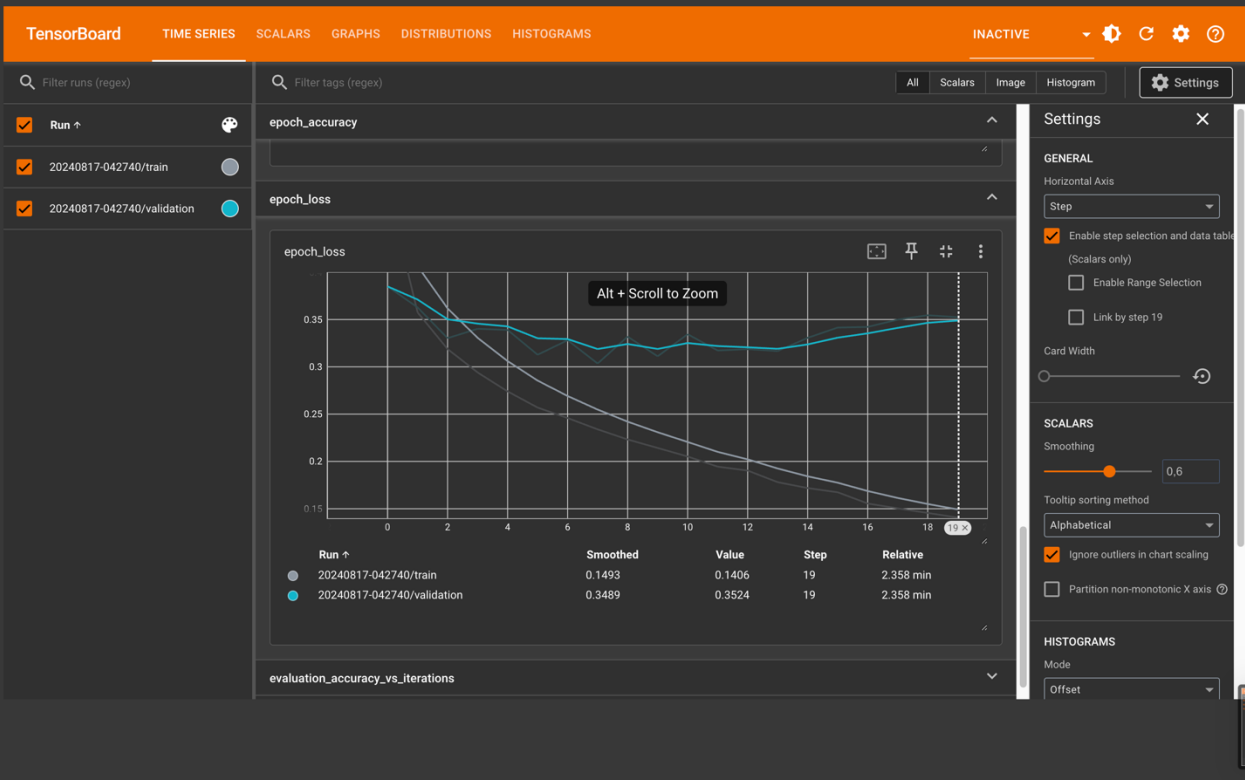 TensorBoard TIME SERIES SCALARS GRAPHS DISTRIBUTIONS HISTOGRAMS INACTIVE
Filter runs (regex)
Filter tags (regex)
All Scalars Image Histogram Settings
Run ↑
20240817-042740/train
20240817-042740/validation
epoch_accuracy
epoch_loss
epoch_loss
Alt + Scroll to Zoom
0.35
0.3
0.25
0.2
0.15
0 2 4 6 8 10 12 14 16 18 19 ×
Run ↑ Smoothed Value Step Relative
20240817-042740/train 0.1493 0.1406 19 2.358 min
20240817-042740/validation 0.3489 0.3524 19 2.358 min
evaluation_accuracy_vs_iterations
Settings
GENERAL
Horizontal Axis
Step
Enable step selection and data table
(Scalars only)
Enable Range Selection
Link by step 19
Card Width
SCALARS
Smoothing
0,6
Tooltip sorting method
Alphabetical
Ignore outliers in chart scaling
Partition non-monotonic X axis
HISTOGRAMS
Mode
Offset